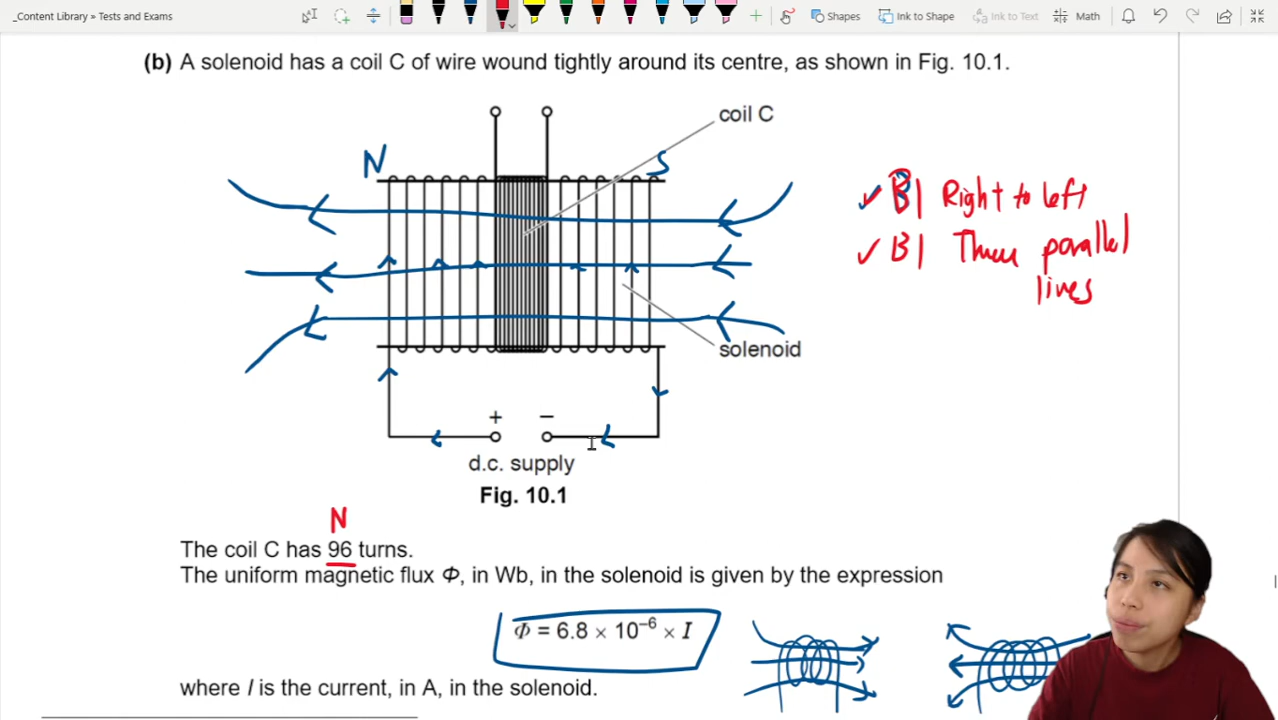 _Content Library » Tests and Exams
Shapes
Ink to Shape
Ink to Text
Math
(b) A solenoid has a coil C of wire wound tightly around its centre, as shown in Fig. 10.1.
coil C
N
S
B1 Right to left
B1 Three parallel
lines
solenoid
+ −
d.c. supply
Fig. 10.1
N
The coil C has 96 turns.
The uniform magnetic flux Φ, in Wb, in the solenoid is given by the expression
Φ = 6.8 × 10⁻⁶ × I
where I is the current, in A, in the solenoid.